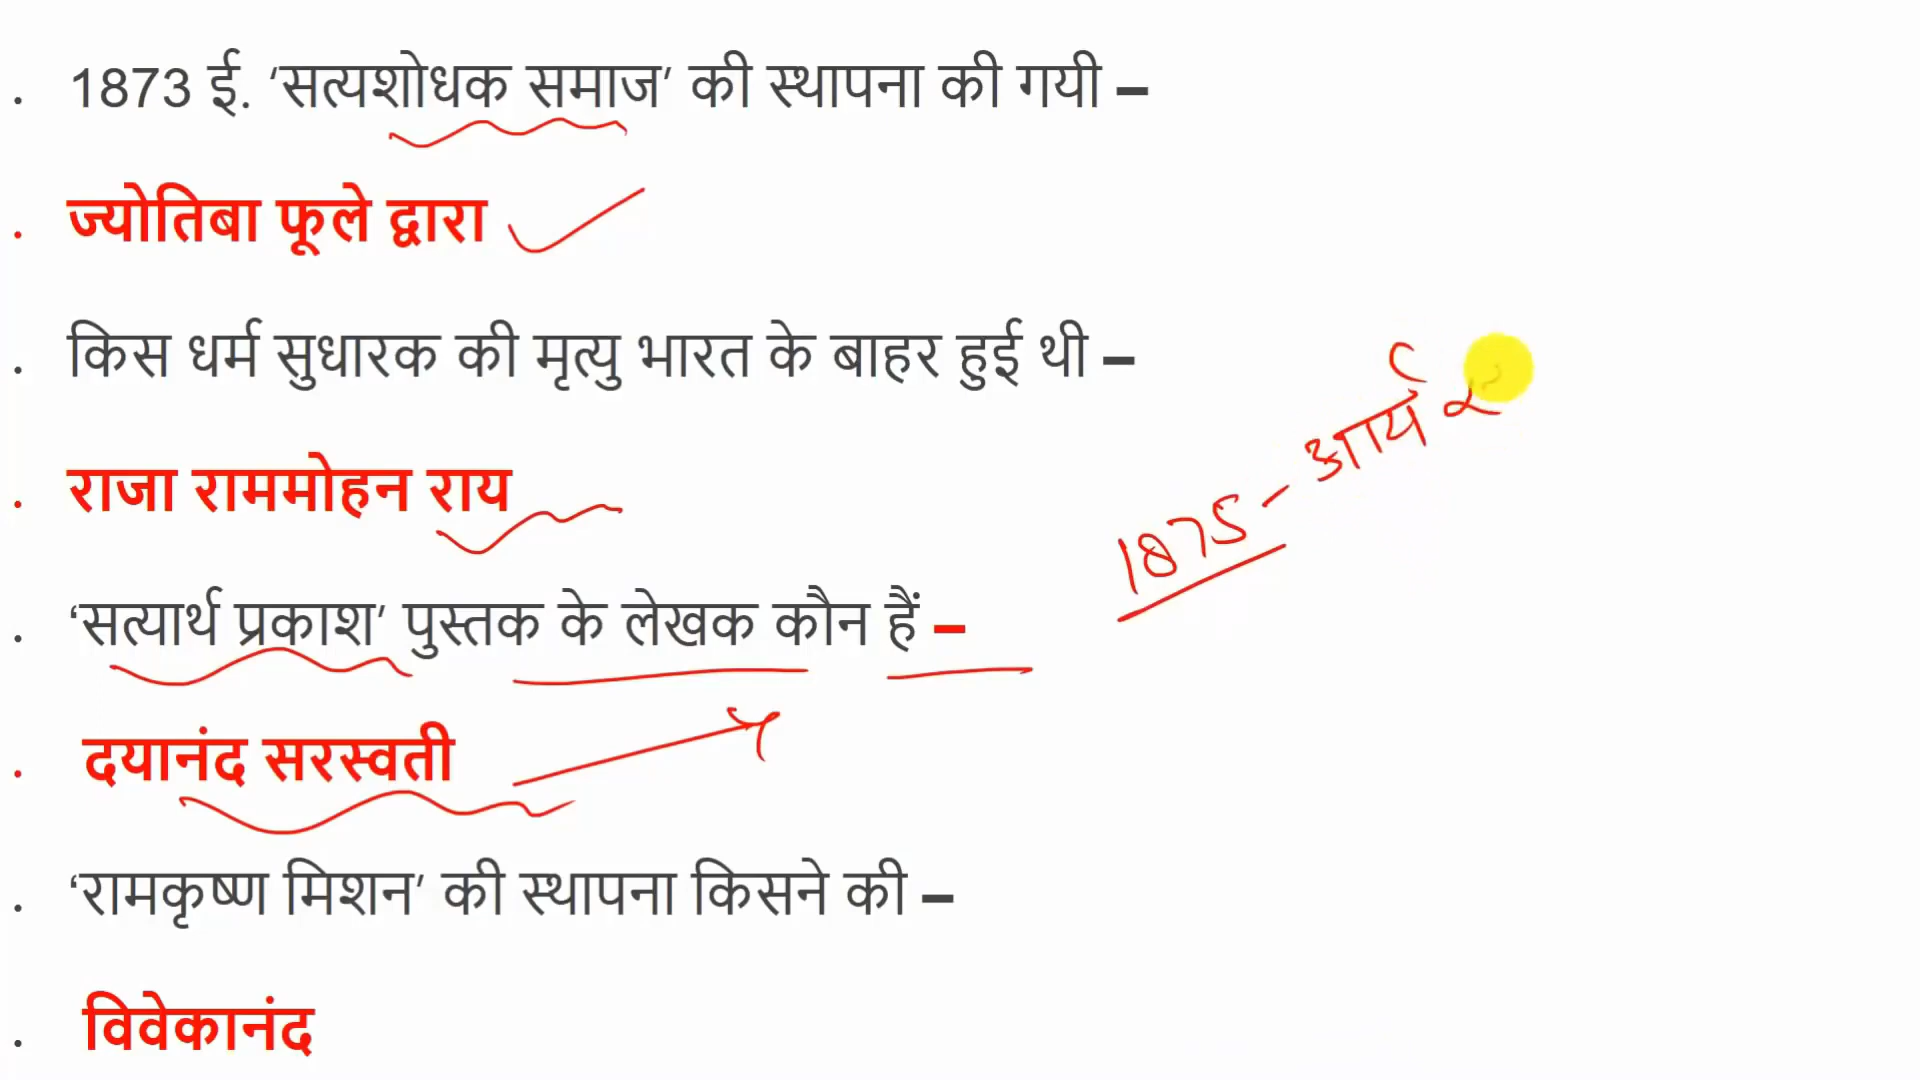 . 1873 ई. ‘सत्यशोधक समाज’ की स्थापना की गयी –
. ज्योतिबा फूले द्वारा
. किस धर्म सुधारक की मृत्यु भारत के बाहर हुई थी –
. राजा राममोहन राय
1875 - आर्य
. ‘सत्यार्थ प्रकाश’ पुस्तक के लेखक कौन हैं –
. दयानंद सरस्वती
. ‘रामकृष्ण मिशन’ की स्थापना किसने की –
. विवेकानंद